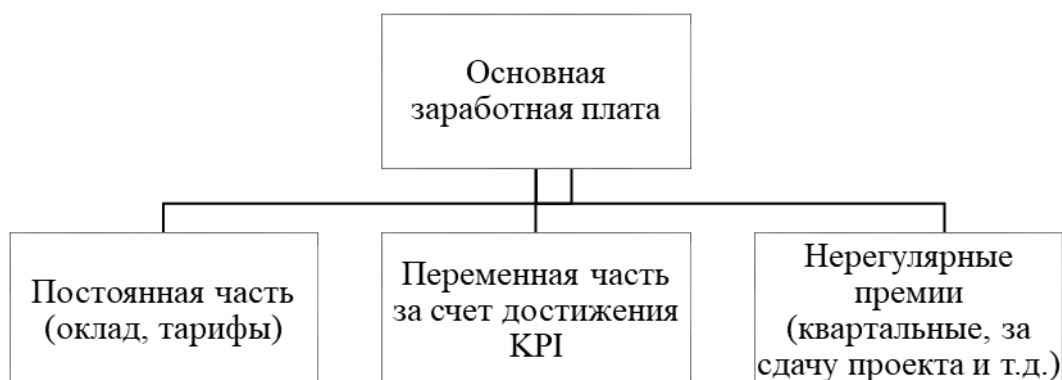 Основная
заработная плата
Постоянная часть
(оклад, тарифы)
Переменная часть
за счет достижения
KPI
Нерегулярные
премии
(квартальные, за
сдачу проекта и т.д.)